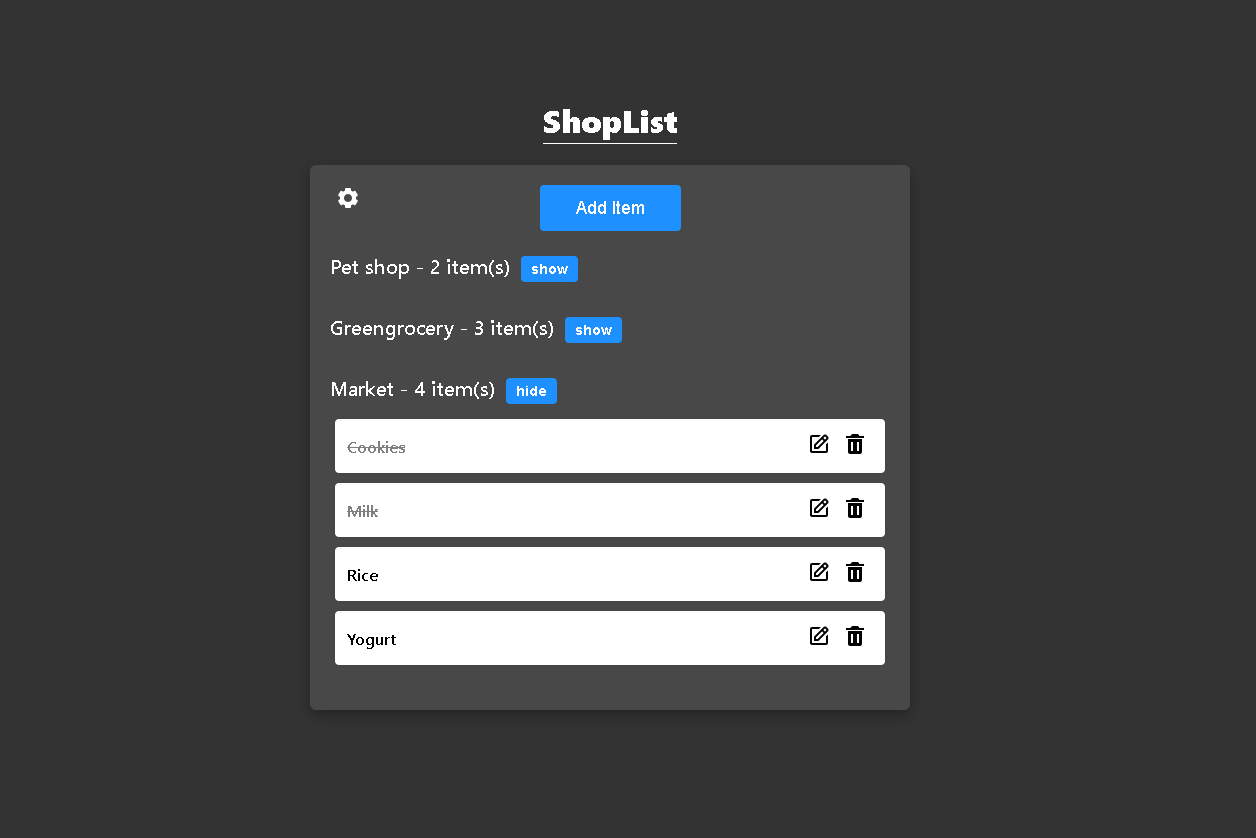 ShopList
Add Item
Pet shop - 2 item(s) show
Greengrocery - 3 item(s) show
Market - 4 item(s) hide
Cookies
Milk
Rice
Yogurt